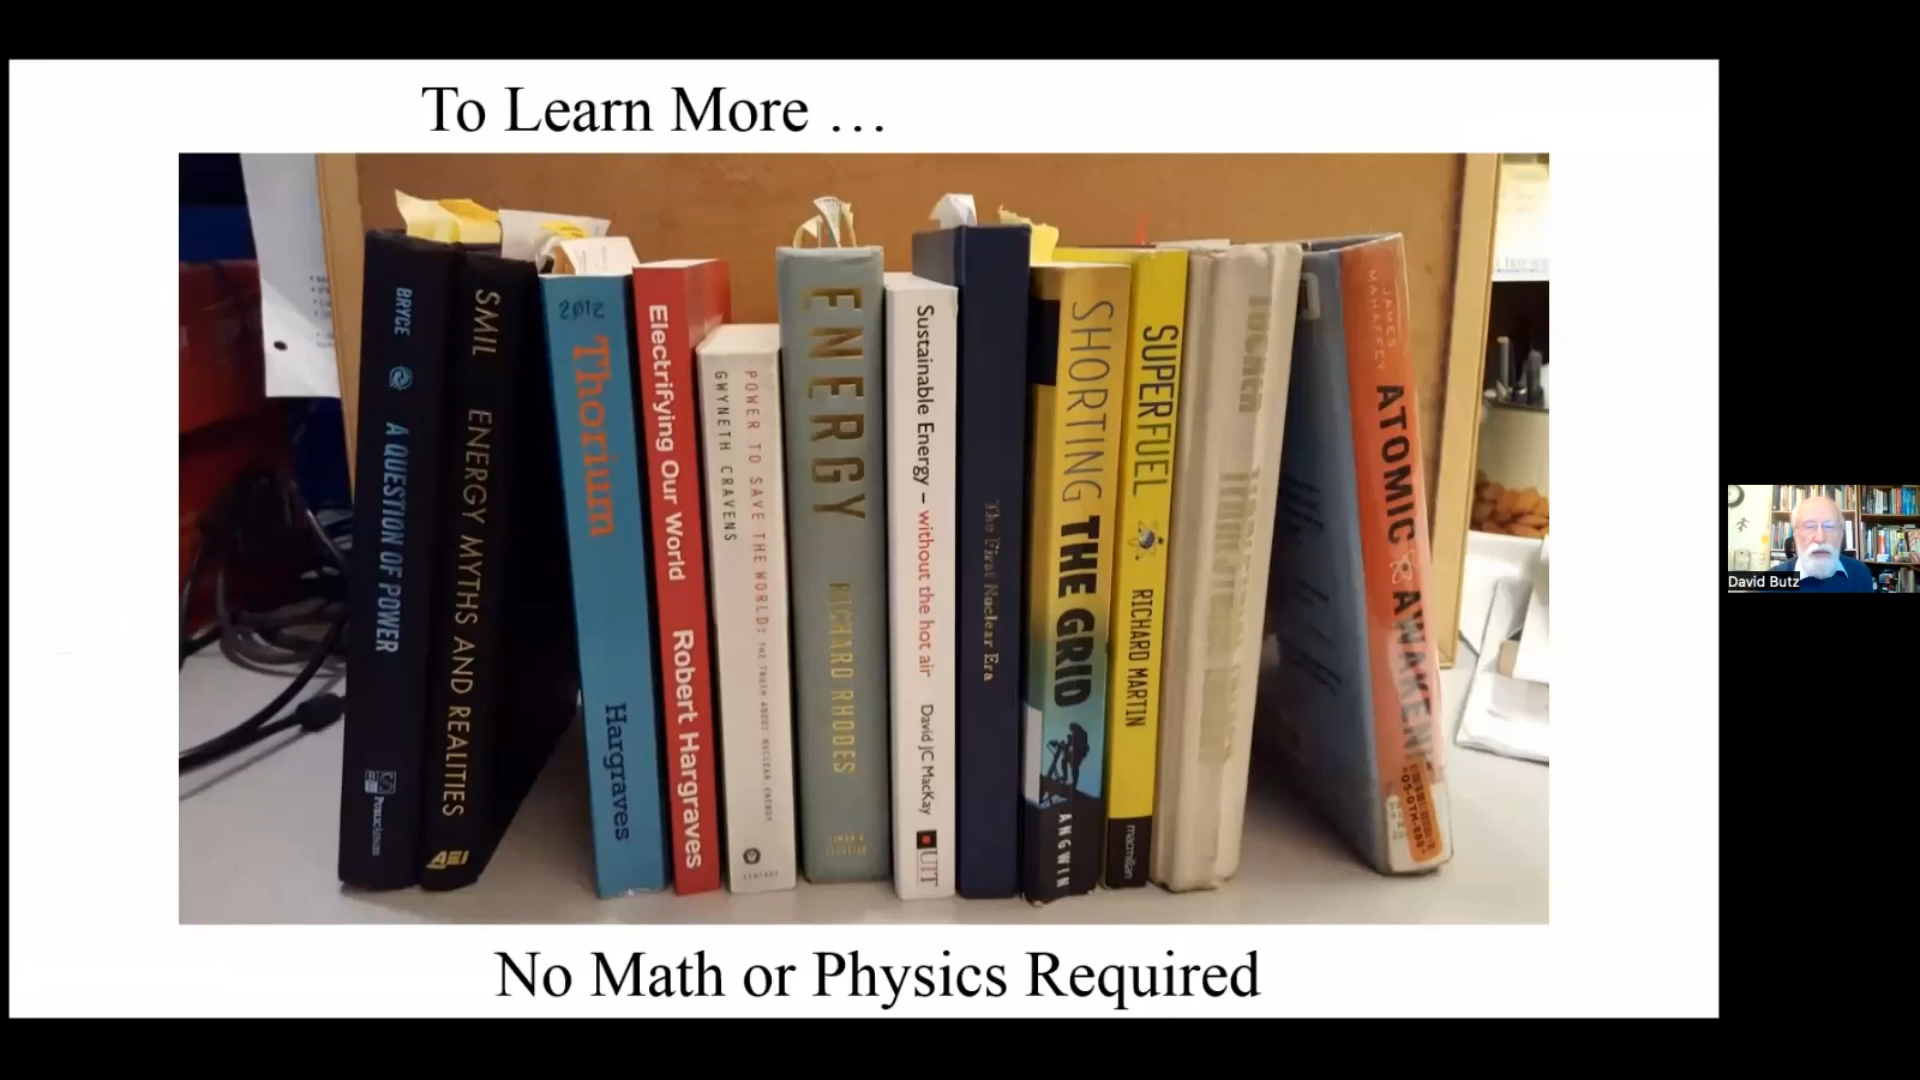 To Learn More …
BRYCE
A QUESTION OF POWER
PUBLICAFFAIRS
SMIL
ENERGY MYTHS AND REALITIES
2012
Thorium
Hargraves
Electrifying Our World
Robert Hargraves
POWER TO SAVE THE WORLD: THE TRUTH ABOUT NUCLEAR ENERGY
GWYNETH CRAVENS
VINTAGE
ENERGY
RICHARD RHODES
Sustainable Energy – without the hot air
David JC MacKay
UIT
The First Nuclear Era
SHORTING THE GRID
ANGWIN
SUPERFUEL
RICHARD MARTIN
macmillan
JAMES
MAHAFFEY
ATOMIC AWAKENING
No Math or Physics Required
David Butz